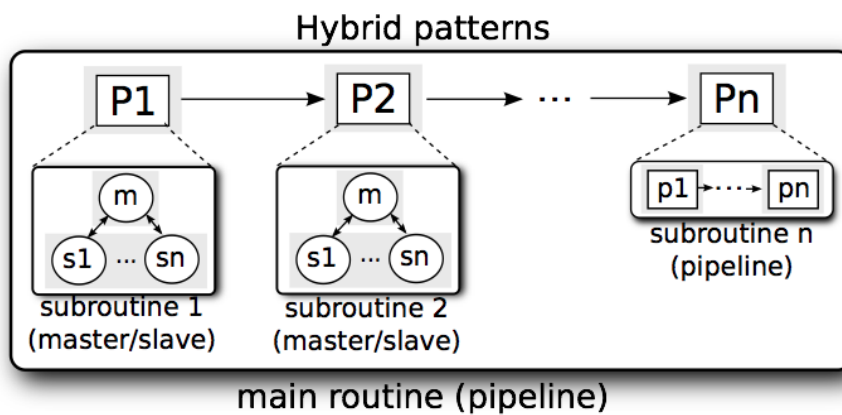 Hybrid patterns
P1 P2 ... Pn
m m p1 pn
s1 ... sn s1 ... sn
subroutine n
(pipeline)
subroutine 1 subroutine 2
(master/slave) (master/slave)
main routine (pipeline)